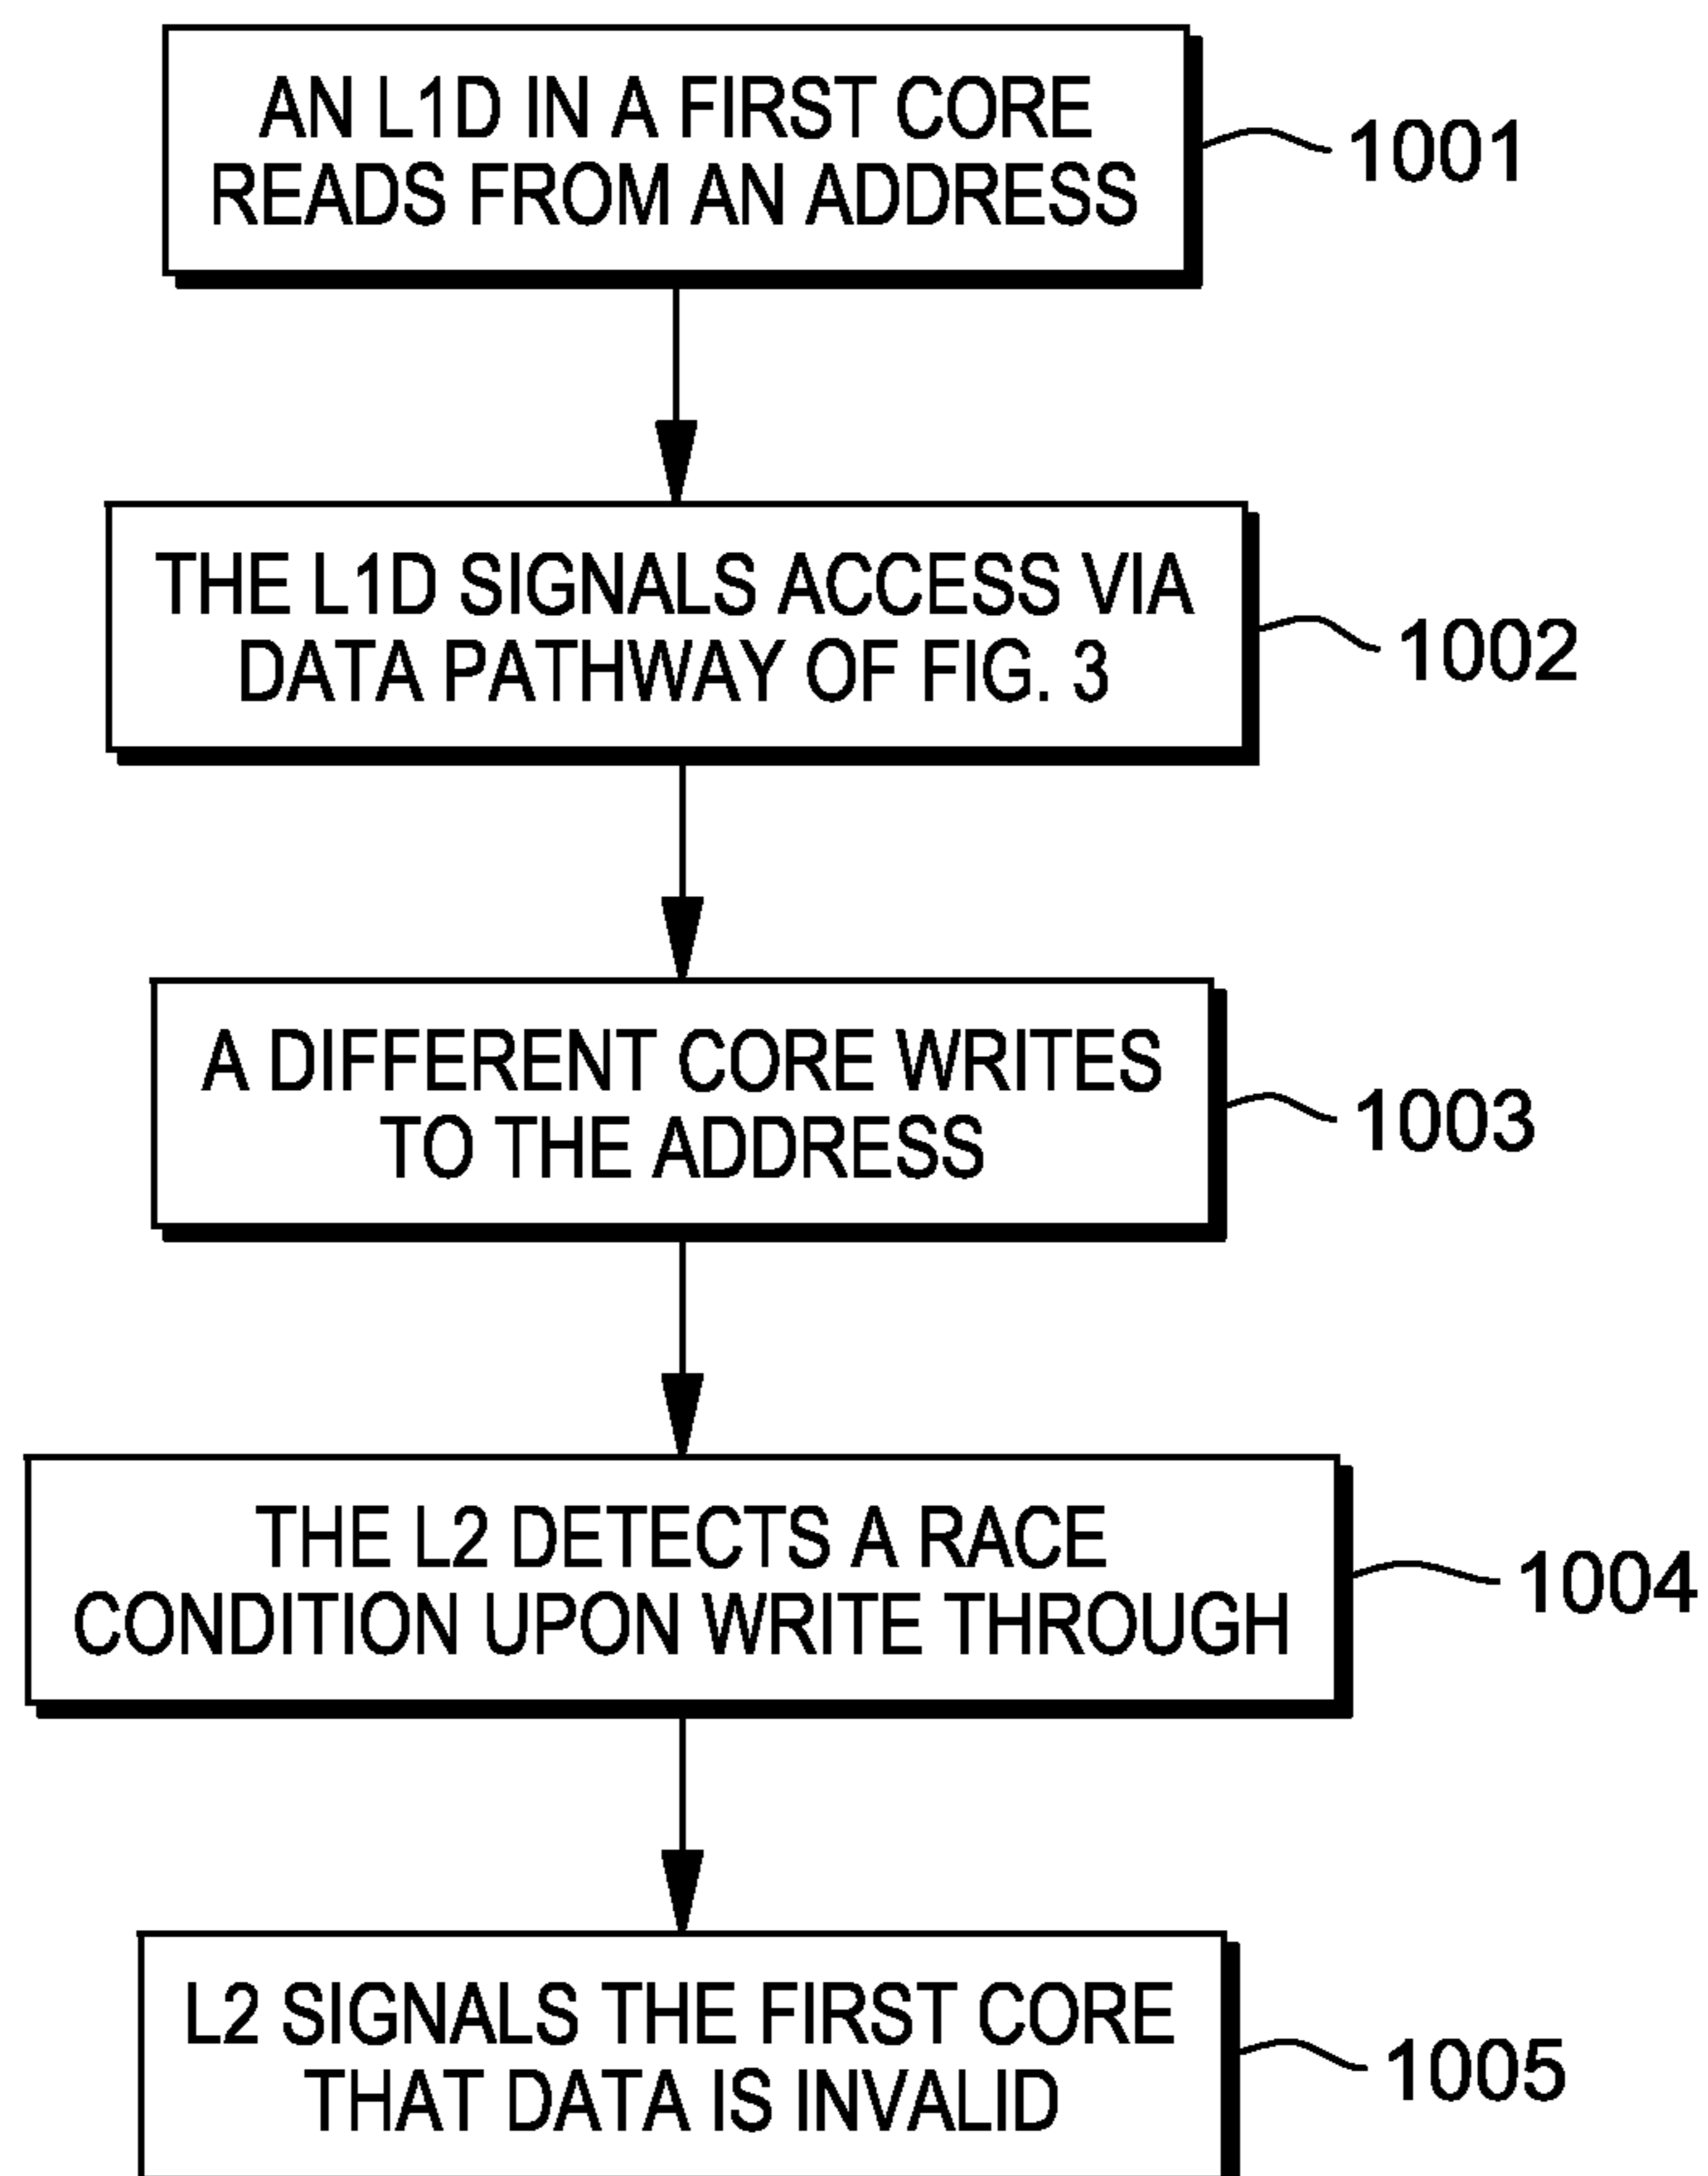 AN L1D IN A FIRST CORE
READS FROM AN ADDRESS
1001
THE L1D SIGNALS ACCESS VIA
DATA PATHWAY OF FIG. 3
1002
A DIFFERENT CORE WRITES
TO THE ADDRESS
1003
THE L2 DETECTS A RACE
CONDITION UPON WRITE THROUGH
1004
L2 SIGNALS THE FIRST CORE
THAT DATA IS INVALID
1005